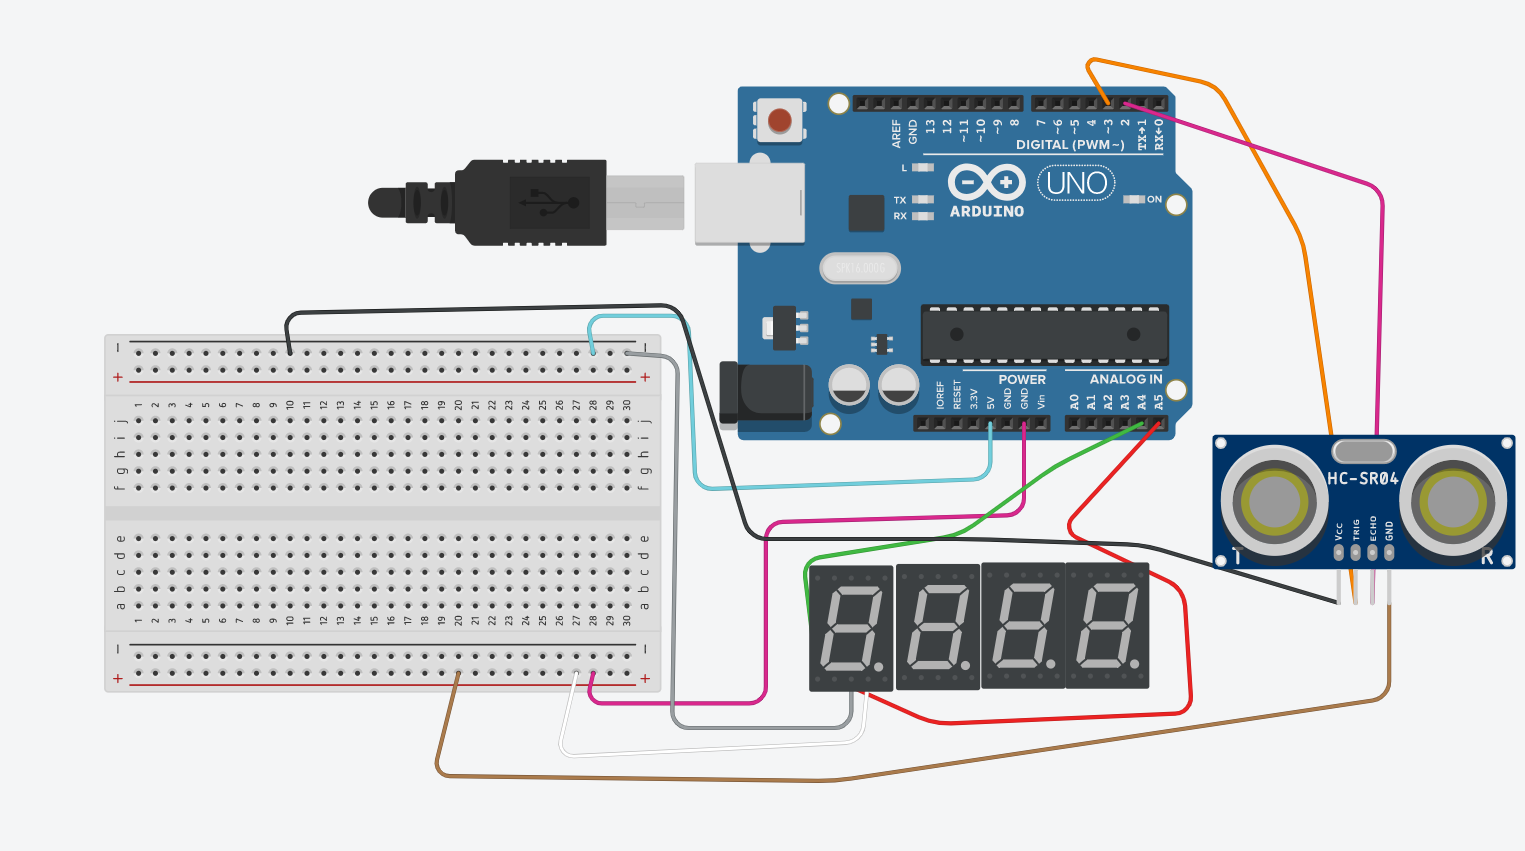 AREF
GND
13
12
~11
~10
~9
8
7
~6
~5
4
~3
2
TX→1
RX←0
DIGITAL (PWM~)
L
TX
RX
UNO
ON
ARDUINO
POWER
ANALOG IN
IOREF
RESET
3.3V
5V
GND
GND
Vin
A0
A1
A2
A3
A4
A5
− −
+ +
1 2 3 4 5 6 7 8 9 10 11 12 13 14 15 16 17 18 19 20 21 22 23 24 25 26 27 28 29 30
j j
i i
h h
g g
f f
e e
d d
c c
b b
a a
1 2 3 4 5 6 7 8 9 10 11 12 13 14 15 16 17 18 19 20 21 22 23 24 25 26 27 28 29 30
− −
+ +
HC-SR04
VCC
TRIG
ECHO
GND
T
R